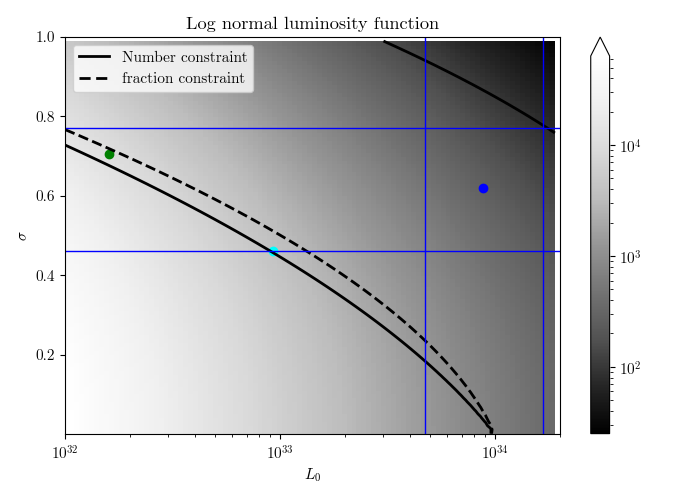 Log normal luminosity function
Number constraint
fraction constraint
1.0
0.8
0.6
0.4
0.2
σ
10^32
10^33
10^34
L_0
10^4
10^3
10^2